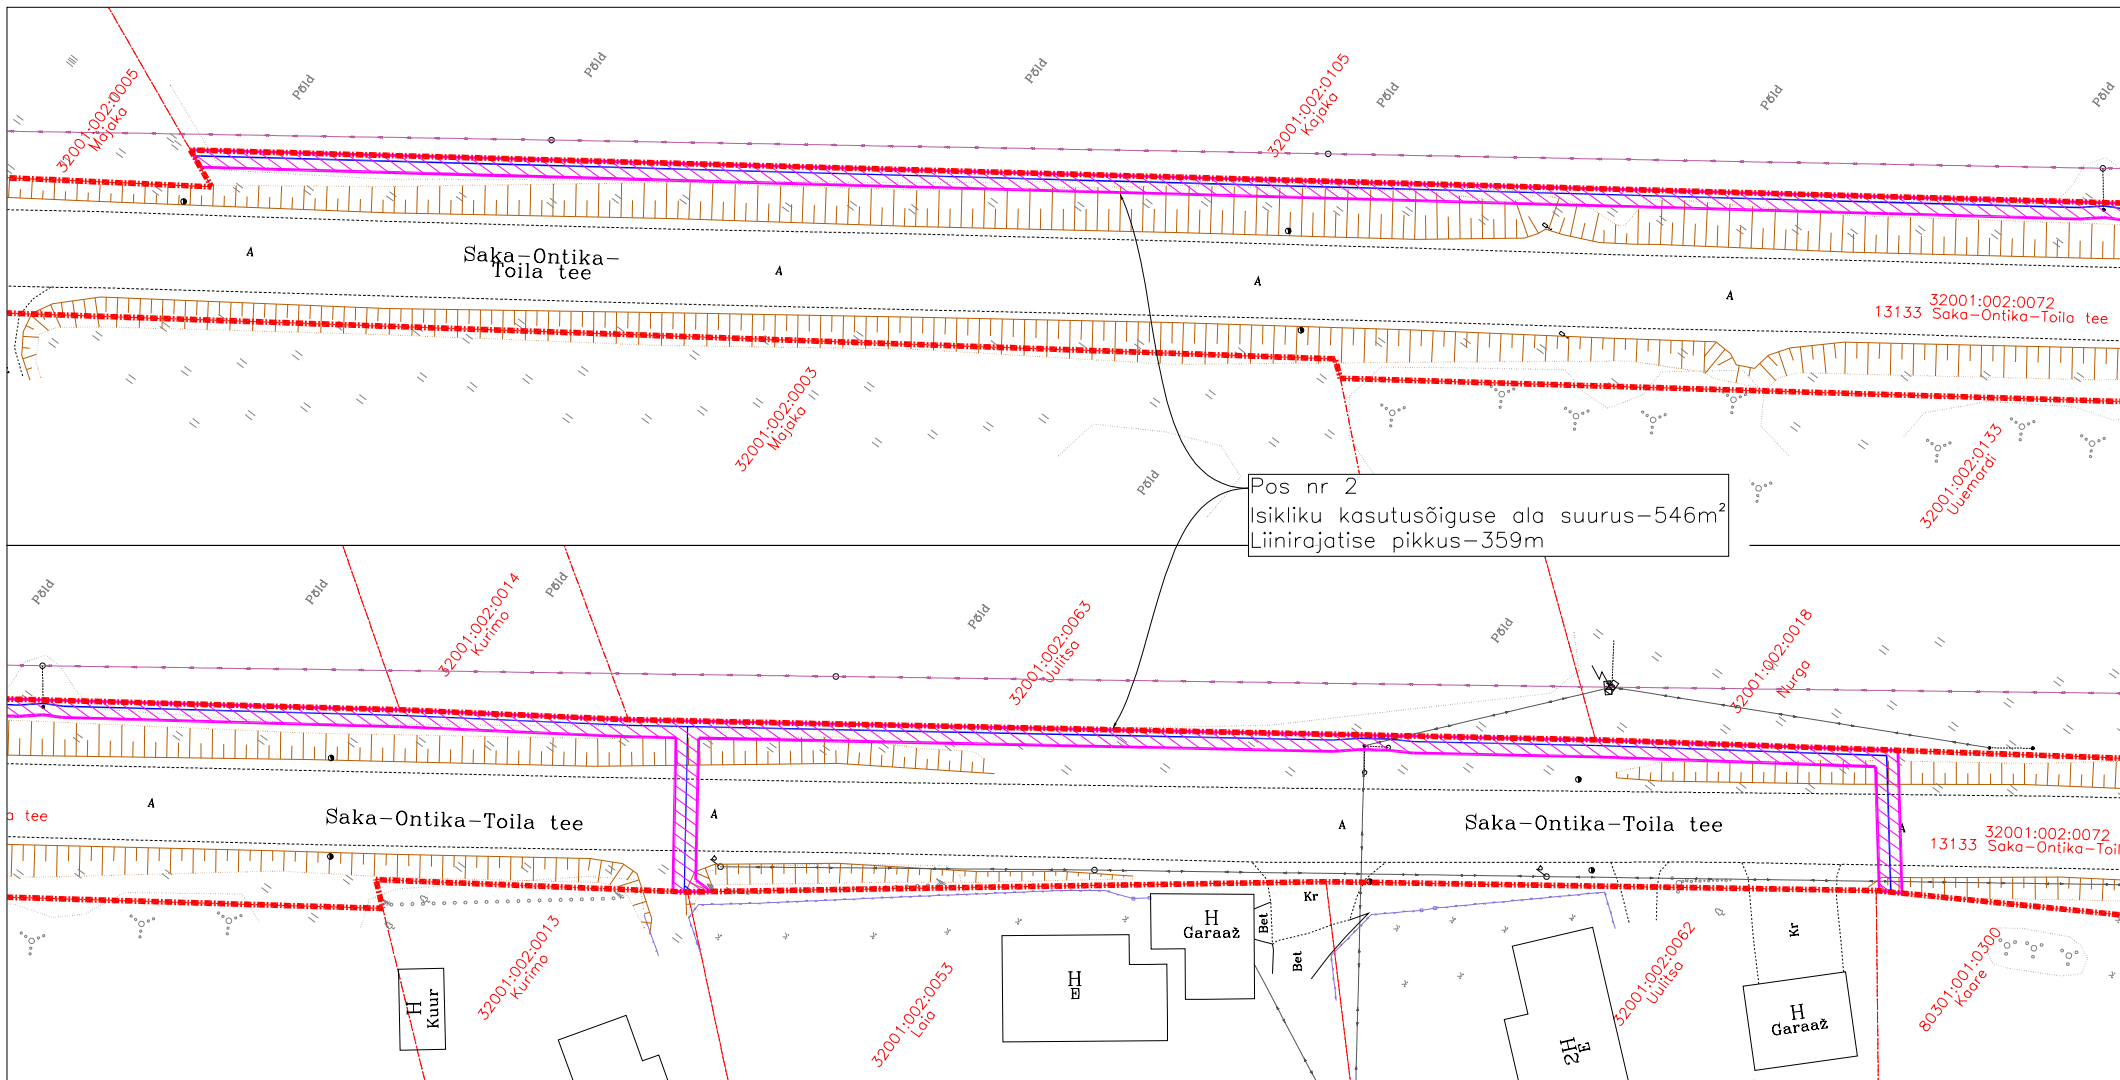 Põld
Põld
Põld
Põld
Põld
Põld
32001:002:0005
Majaka
32001:002:0105
Kajaka
Saka-Ontika-
Toila tee
A
A
A
A
32001:002:0072
13133 Saka-Ontika-Toila tee
32001:002:0003
Majaka
Põld
32001:002:0133
Uuemardi
Pos nr 2
Isikliku kasutusõiguse ala suurus-546m²
Liinirajatise pikkus-359m
Põld
Põld
Põld
Põld
Põld
32001:002:0014
Kurimo
32001:002:0063
Uulitsa
32001:002:0018
Nurga
a tee
A
Saka-Ontika-Toila tee
A
A
Saka-Ontika-Toila tee
A
32001:002:0072
13133 Saka-Ontika-Toil
32001:002:0013
Kurimo
32001:002:0053
Laia
32001:002:0062
Uulitsa
80301:001:0300
Kaare
H
Kuur
H
E
H
Garaaž
Bet
Bet
Kr
Kr
2H
E
H
Garaaž